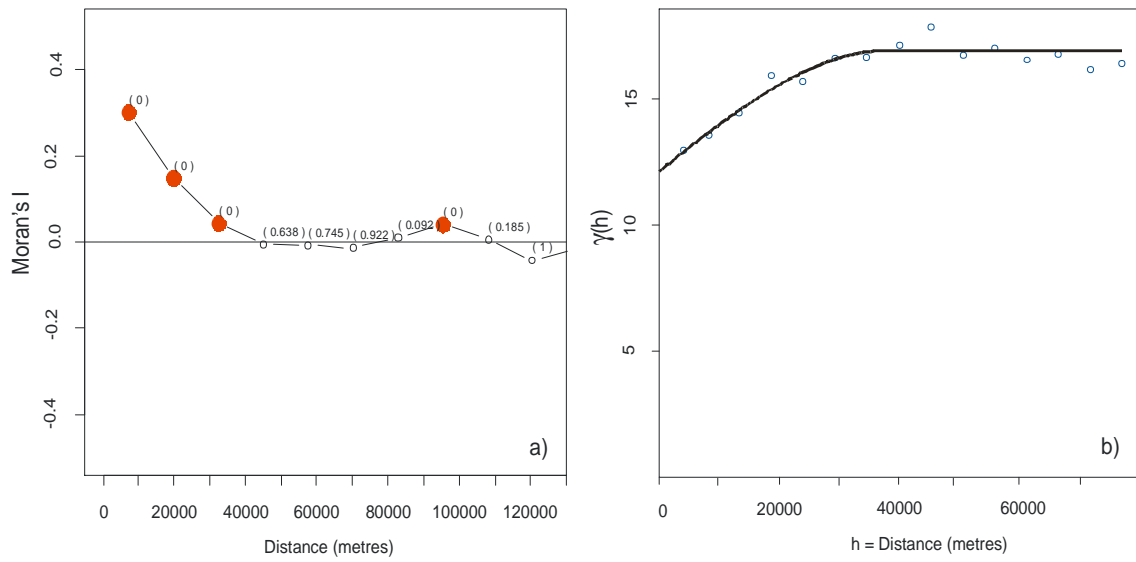 Moran's I
0.4
0.2
0.0
-0.2
-0.4
( 0 )
( 0 )
( 0 )
( 0.638 )
( 0.745 )
( 0.922 )
( 0.092 )
( 0 )
( 0.185 )
( 1 )
a)
0 20000 40000 60000 80000 100000 120000
Distance (metres)
γ(h)
15
10
5
b)
0 20000 40000 60000
h = Distance (metres)